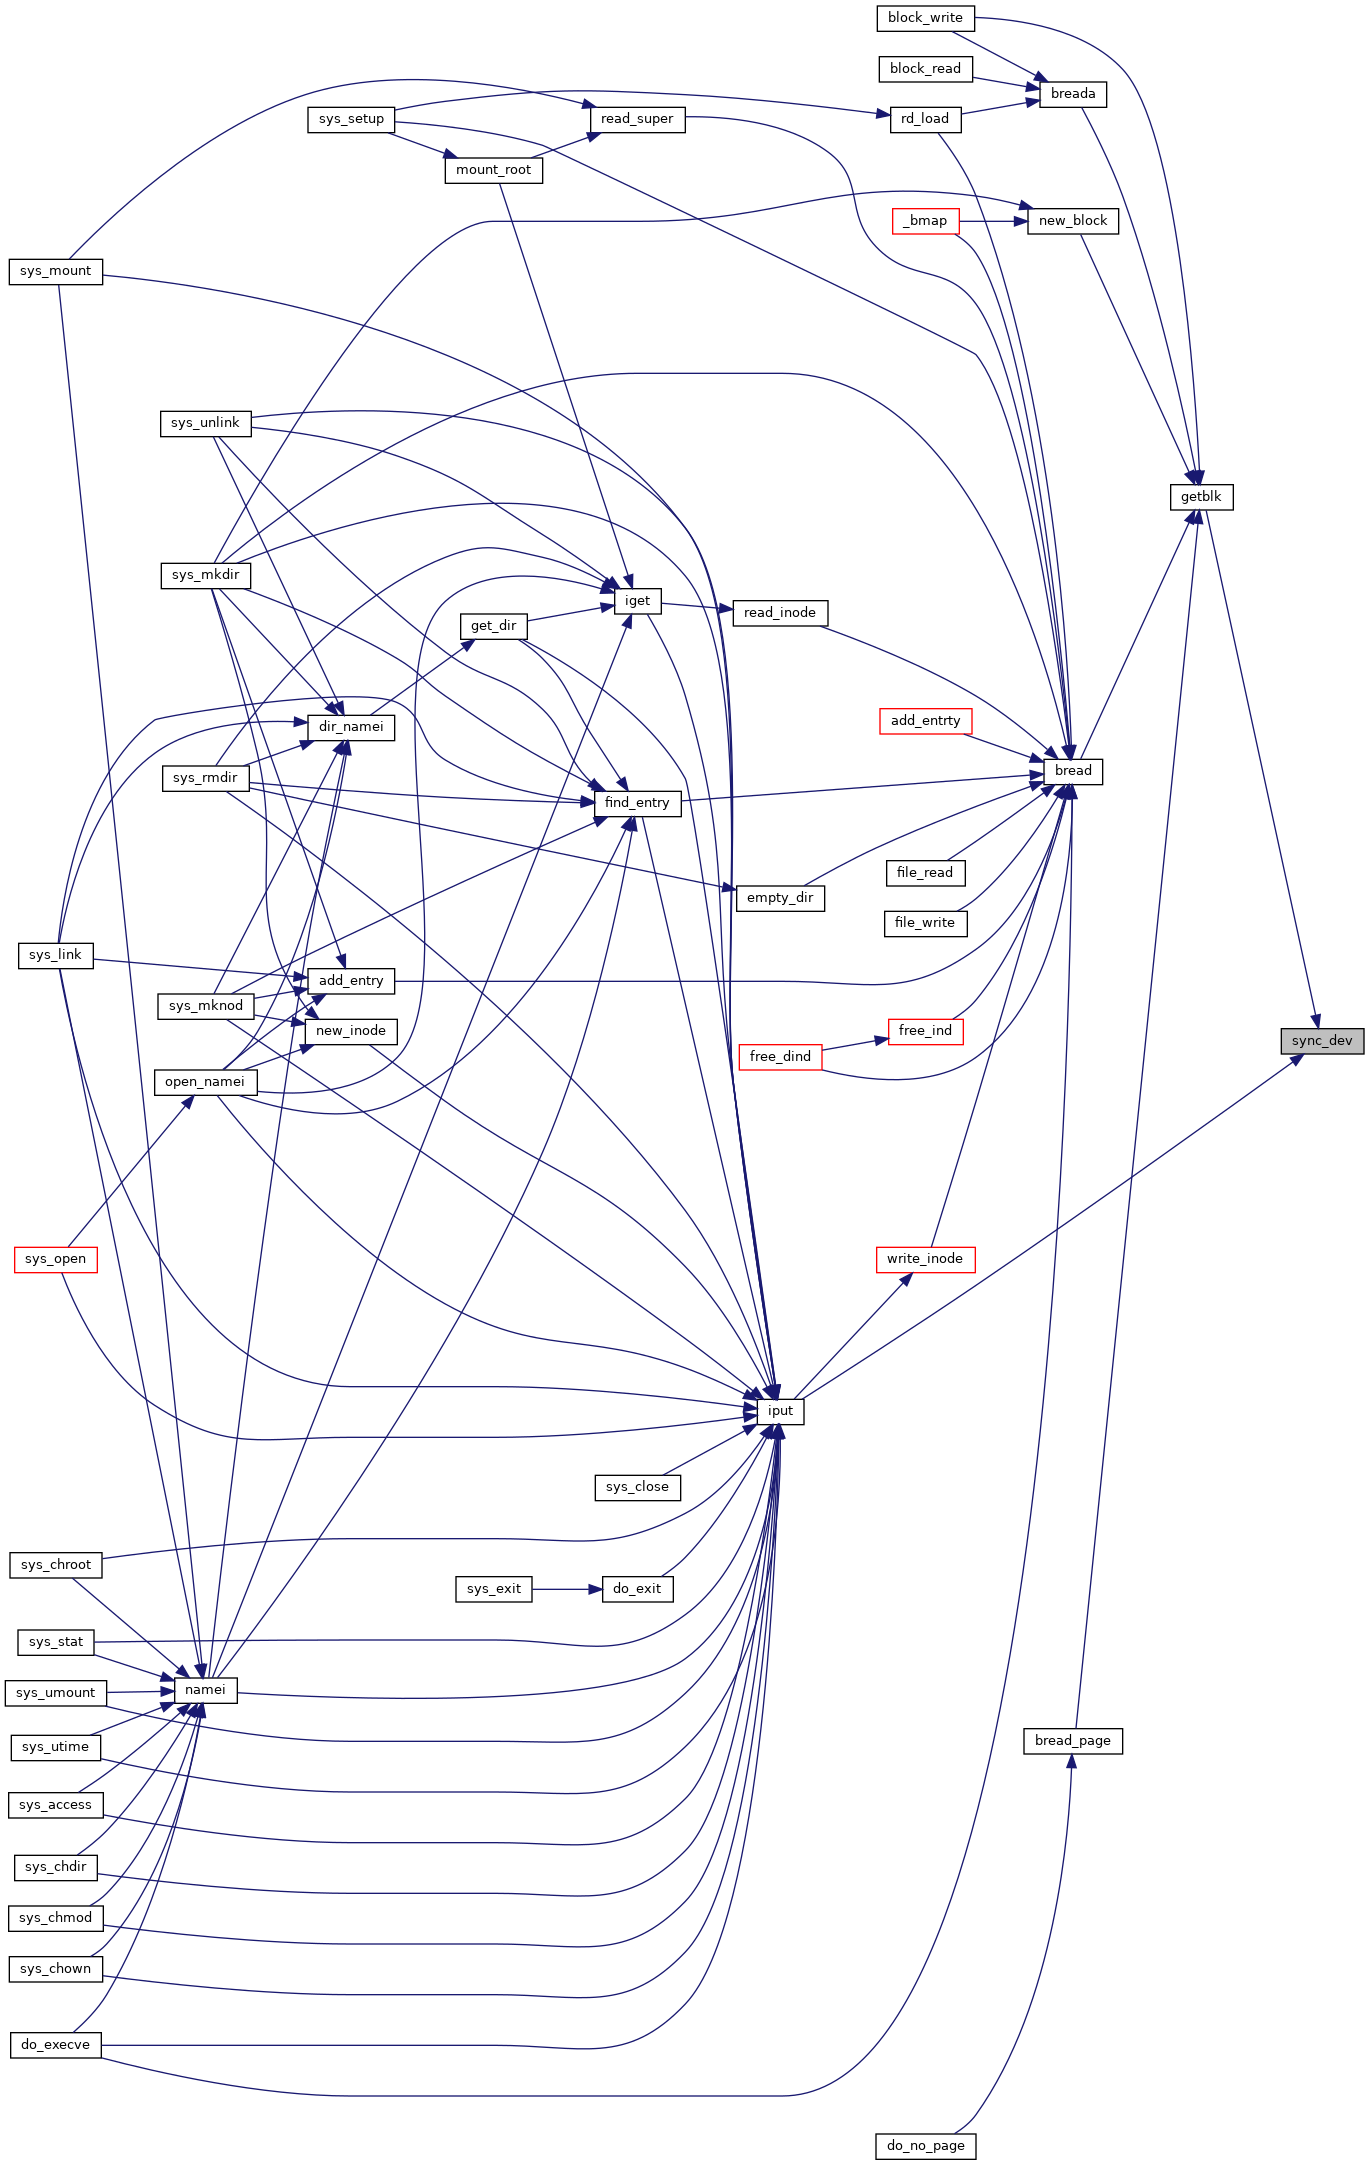 block_write
block_read
breada
sys_setup
read_super
rd_load
mount_root
_bmap
new_block
sys_mount
sys_unlink
getblk
sys_mkdir
iget
read_inode
get_dir
add_entrty
dir_namei
sys_rmdir
bread
find_entry
file_read
empty_dir
file_write
sys_link
add_entry
sys_mknod
new_inode
free_ind
sync_dev
free_dind
open_namei
sys_open
write_inode
iput
sys_close
sys_chroot
sys_exit
do_exit
sys_stat
namei
sys_umount
sys_utime
bread_page
sys_access
sys_chdir
sys_chmod
sys_chown
do_execve
do_no_page